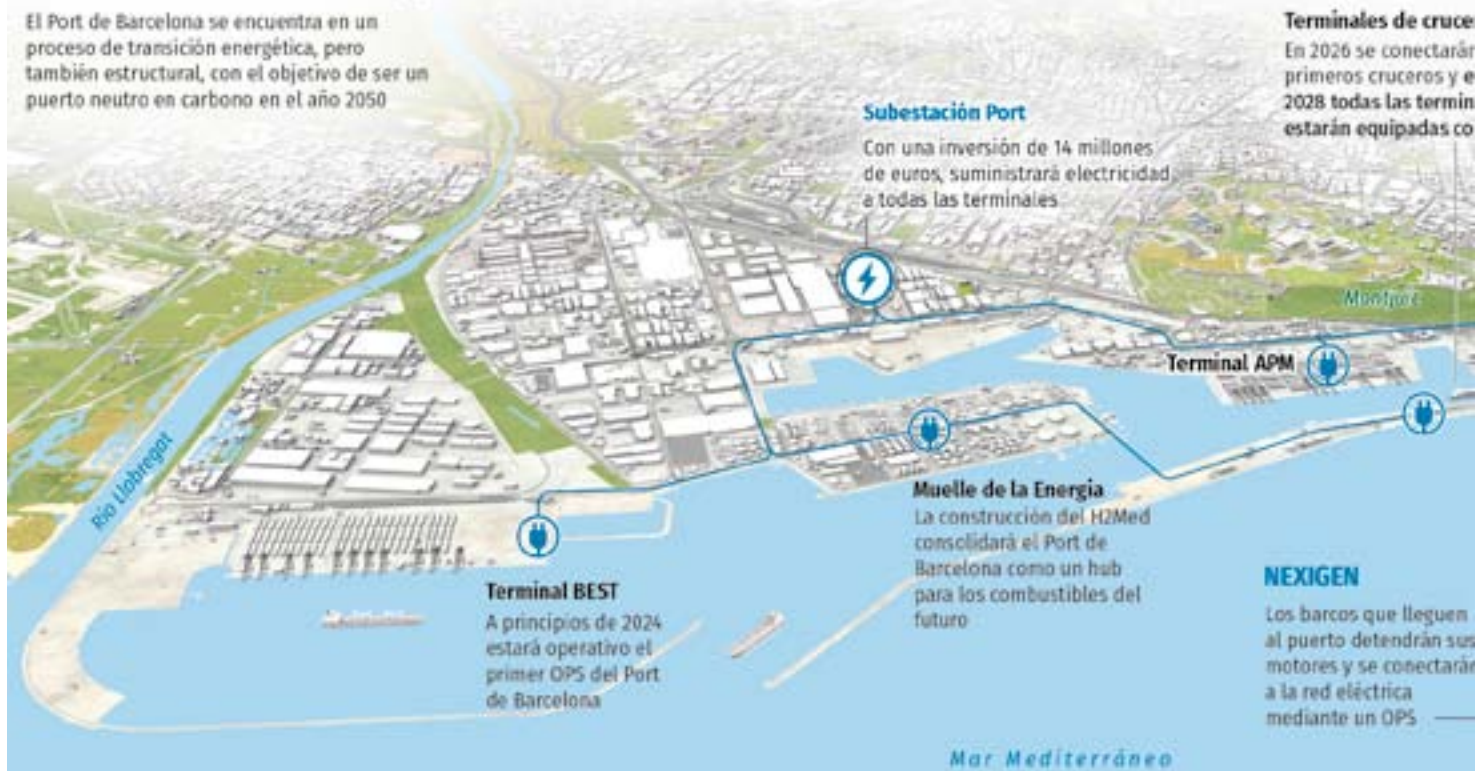 El Port de Barcelona se encuentra en un
proceso de transición energética, pero
también estructural, con el objetivo de ser un
puerto neutro en carbono en el año 2050
Terminales de cruce
En 2026 se conectarán
primeros cruceros y e
2028 todas las termin
estarán equipadas co
Subestación Port
Con una inversión de 14 millones
de euros, suministrará electricidad
a todas las terminales
Montjuïc
Terminal APM
Río Llobregat
Muelle de la Energia
La construcción del H2Med
consolidará el Port de
Barcelona como un hub
para los combustibles del
futuro
Terminal BEST
A principios de 2024
estará operativo el
primer OPS del Port
de Barcelona
NEXIGEN
Los barcos que lleguen
al puerto detendrán sus
motores y se conectarán
a la red eléctrica
mediante un OPS
Mar Mediterráneo